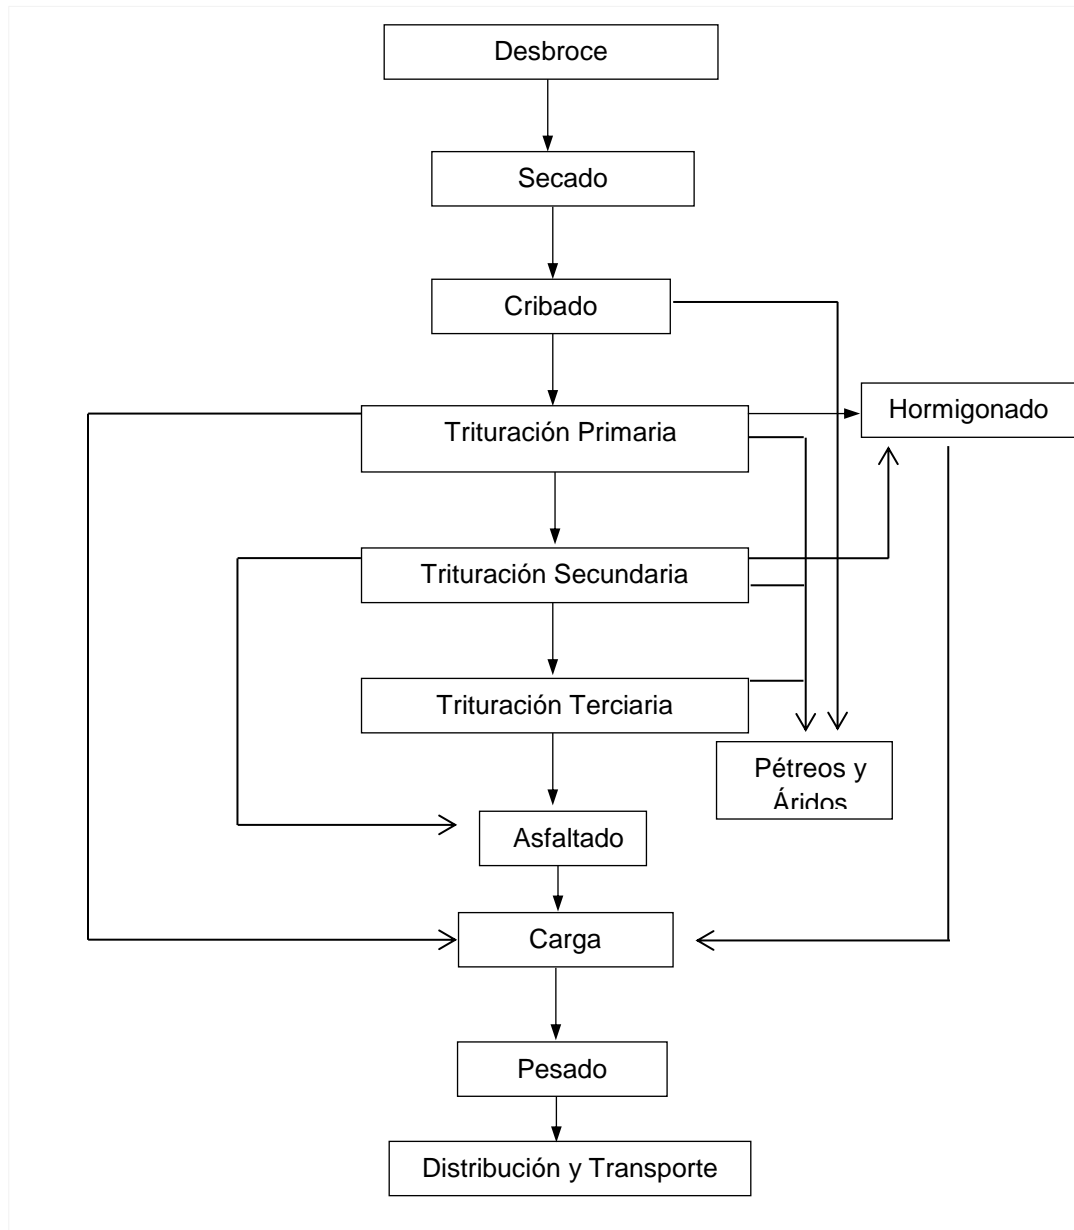 Desbroce
Secado
Cribado
Hormigonado
Trituración Primaria
Trituración Secundaria
Trituración Terciaria
Pétreos y
Áridos
Asfaltado
Carga
Pesado
Distribución y Transporte